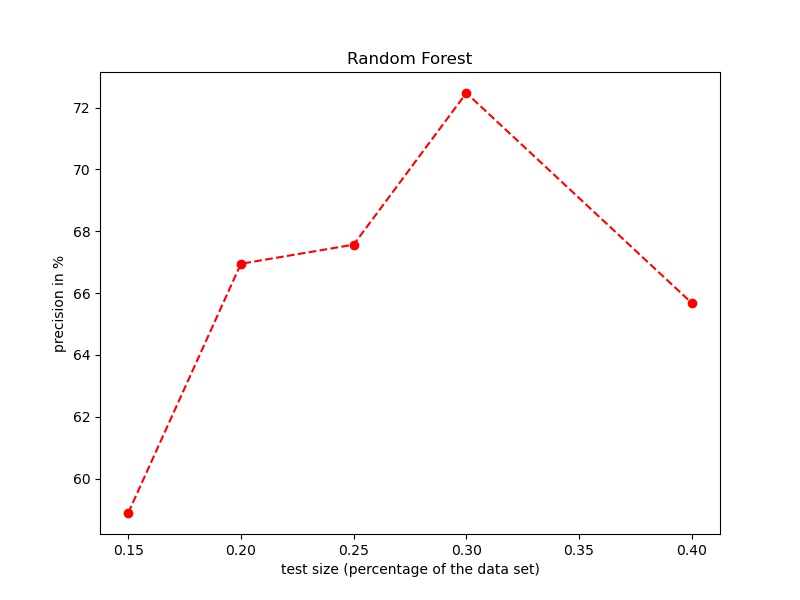 Random Forest
72
70
68
66
64
62
60
precision in %
0.15 0.20 0.25 0.30 0.35 0.40
test size (percentage of the data set)